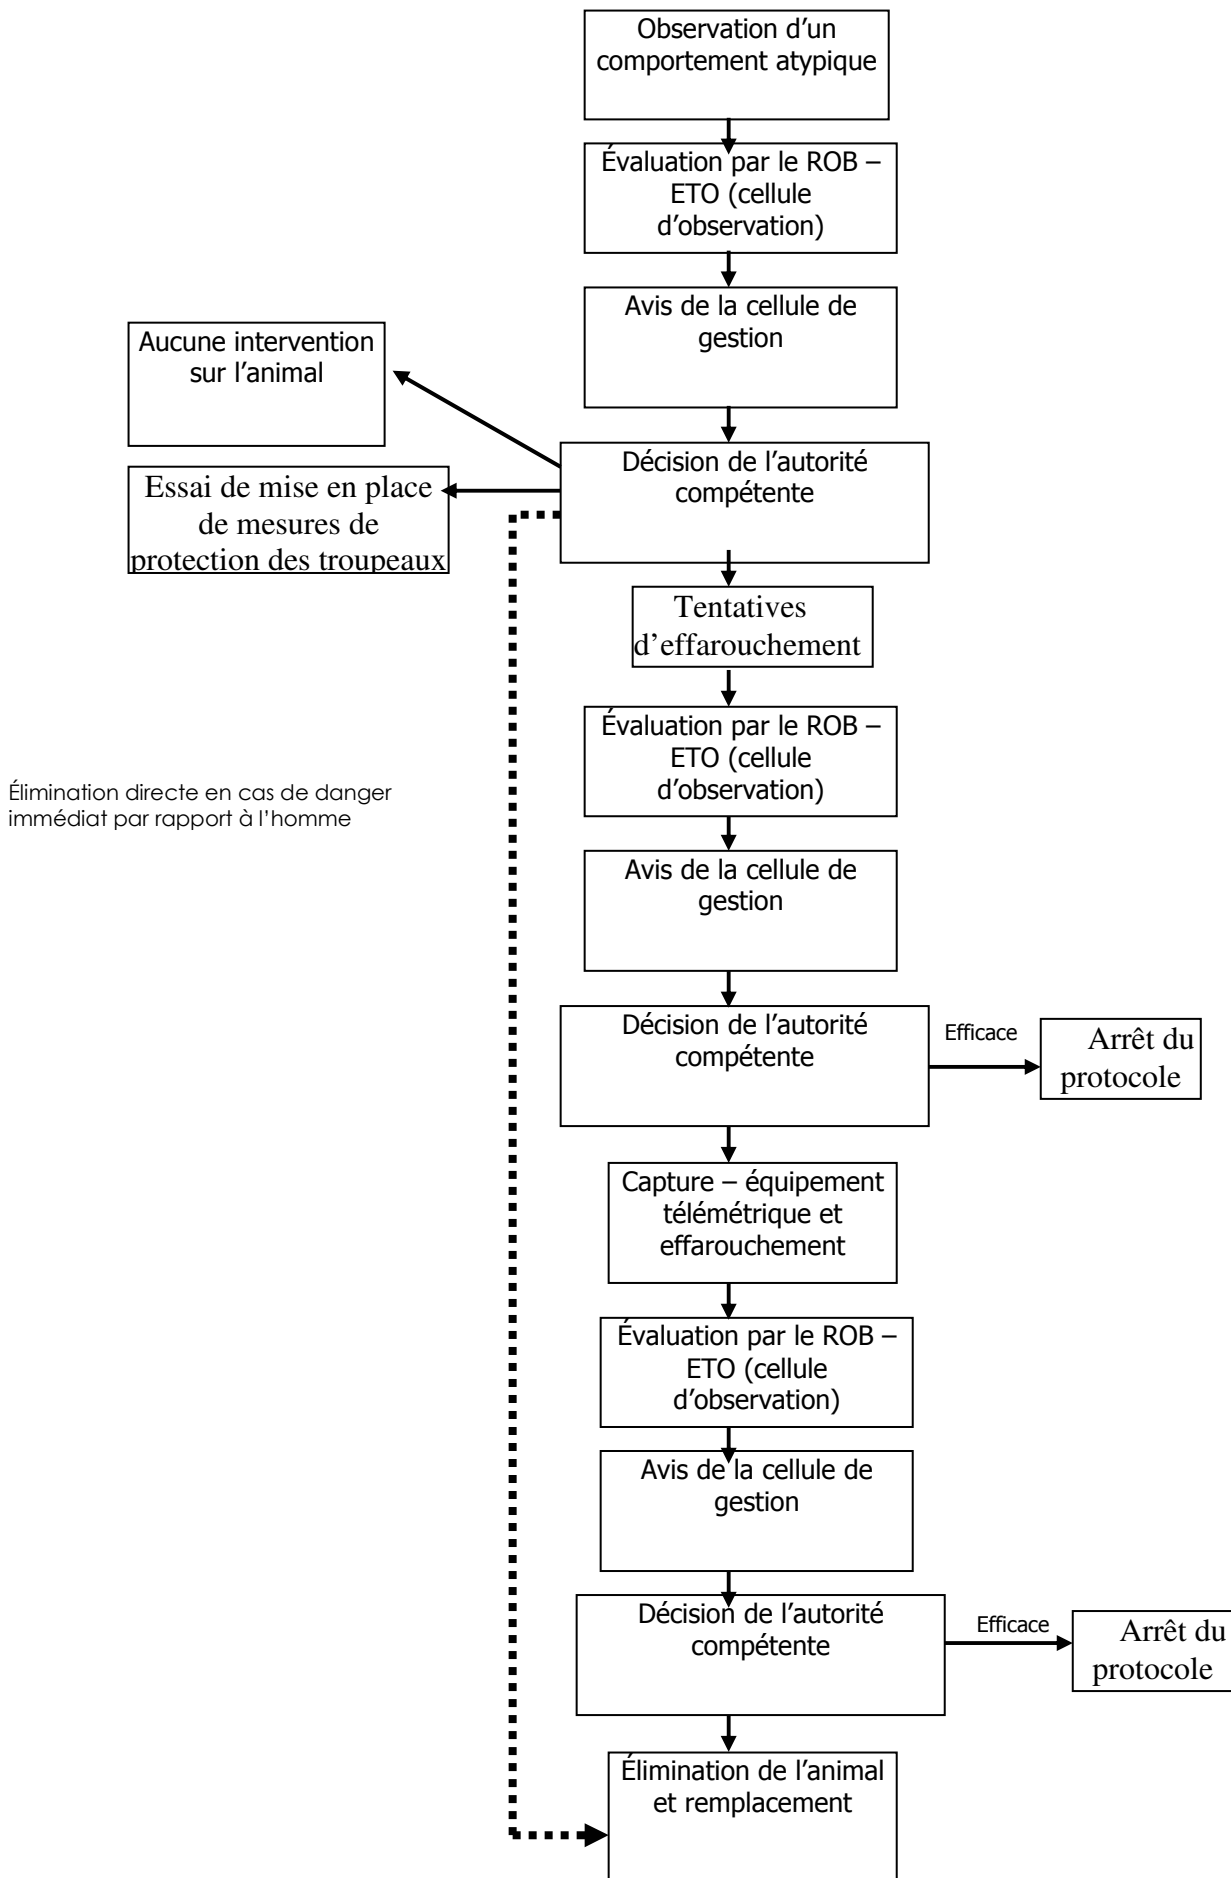 Observation d’un
comportement atypique
Évaluation par le ROB –
ETO (cellule
d’observation)
Avis de la cellule de
gestion
Aucune intervention
sur l’animal
Décision de l’autorité
compétente
Essai de mise en place
de mesures de
protection des troupeaux
Tentatives
d’effarouchement
Évaluation par le ROB –
ETO (cellule
d’observation)
Élimination directe en cas de danger
immédiat par rapport à l’homme
Avis de la cellule de
gestion
Décision de l’autorité
compétente
Efficace
Arrêt du
protocole
Capture – équipement
télémétrique et
effarouchement
Évaluation par le ROB –
ETO (cellule
d’observation)
Avis de la cellule de
gestion
Décision de l’autorité
compétente
Efficace
Arrêt du
protocole
Élimination de l’animal
et remplacement